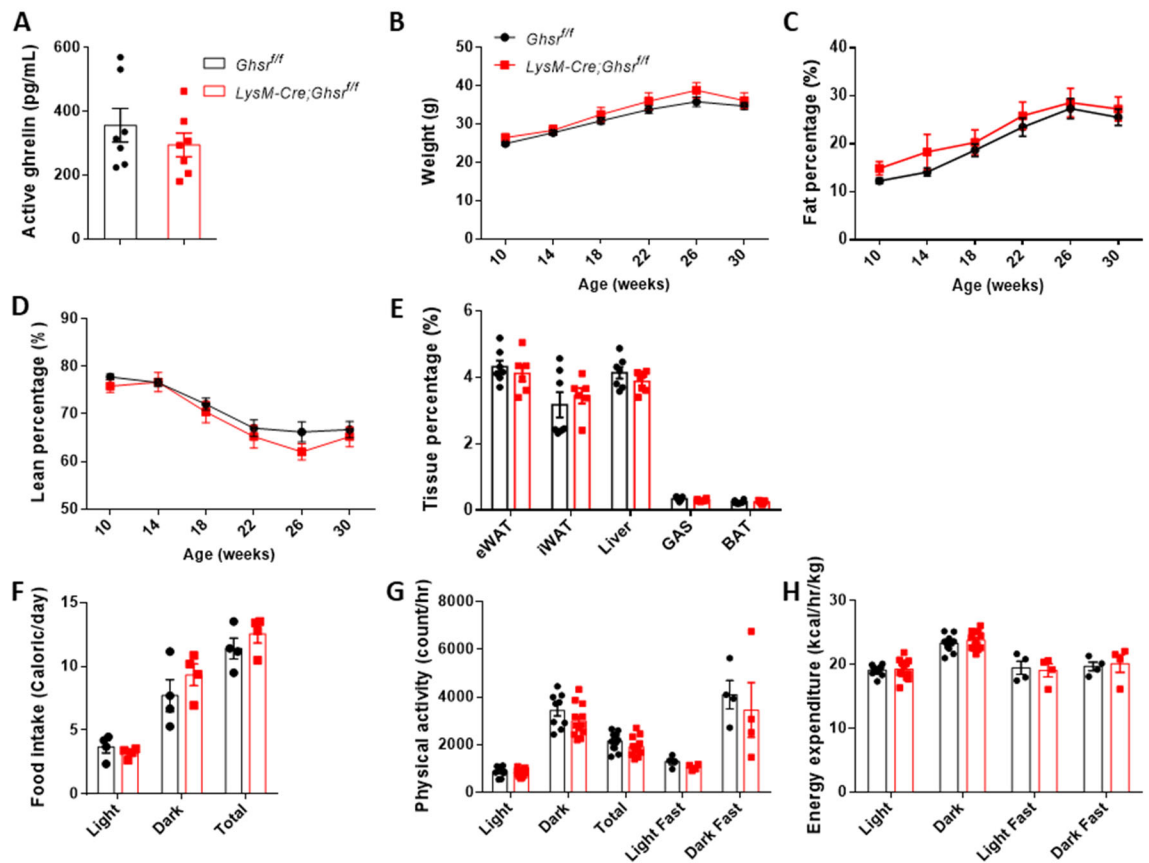 A
Active ghrelin (pg/mL)
600
400
200
0
Ghsr^f/f
LysM-Cre;Ghsr^f/f
B
Ghsr^f/f
LysM-Cre;Ghsr^f/f
Weight (g)
50
40
30
20
10
0
10 14 18 22 26 30
Age (weeks)
C
Fat percentage (%)
40
30
20
10
0
10 14 18 22 26 30
Age (weeks)
D
Lean percentage (%)
90
80
70
60
50
10 14 18 22 26 30
Age (weeks)
E
Tissue percentage (%)
6
4
2
0
eWAT iWAT Liver GAS BAT
F
Food Intake (Caloric/day)
15
10
5
0
Light Dark Total
G
Physical activity (count/hr)
8000
6000
4000
2000
0
Light Dark Total Light Fast Dark Fast
H
Energy expenditure (kcal/hr/kg)
30
20
10
0
Light Dark Light Fast Dark Fast